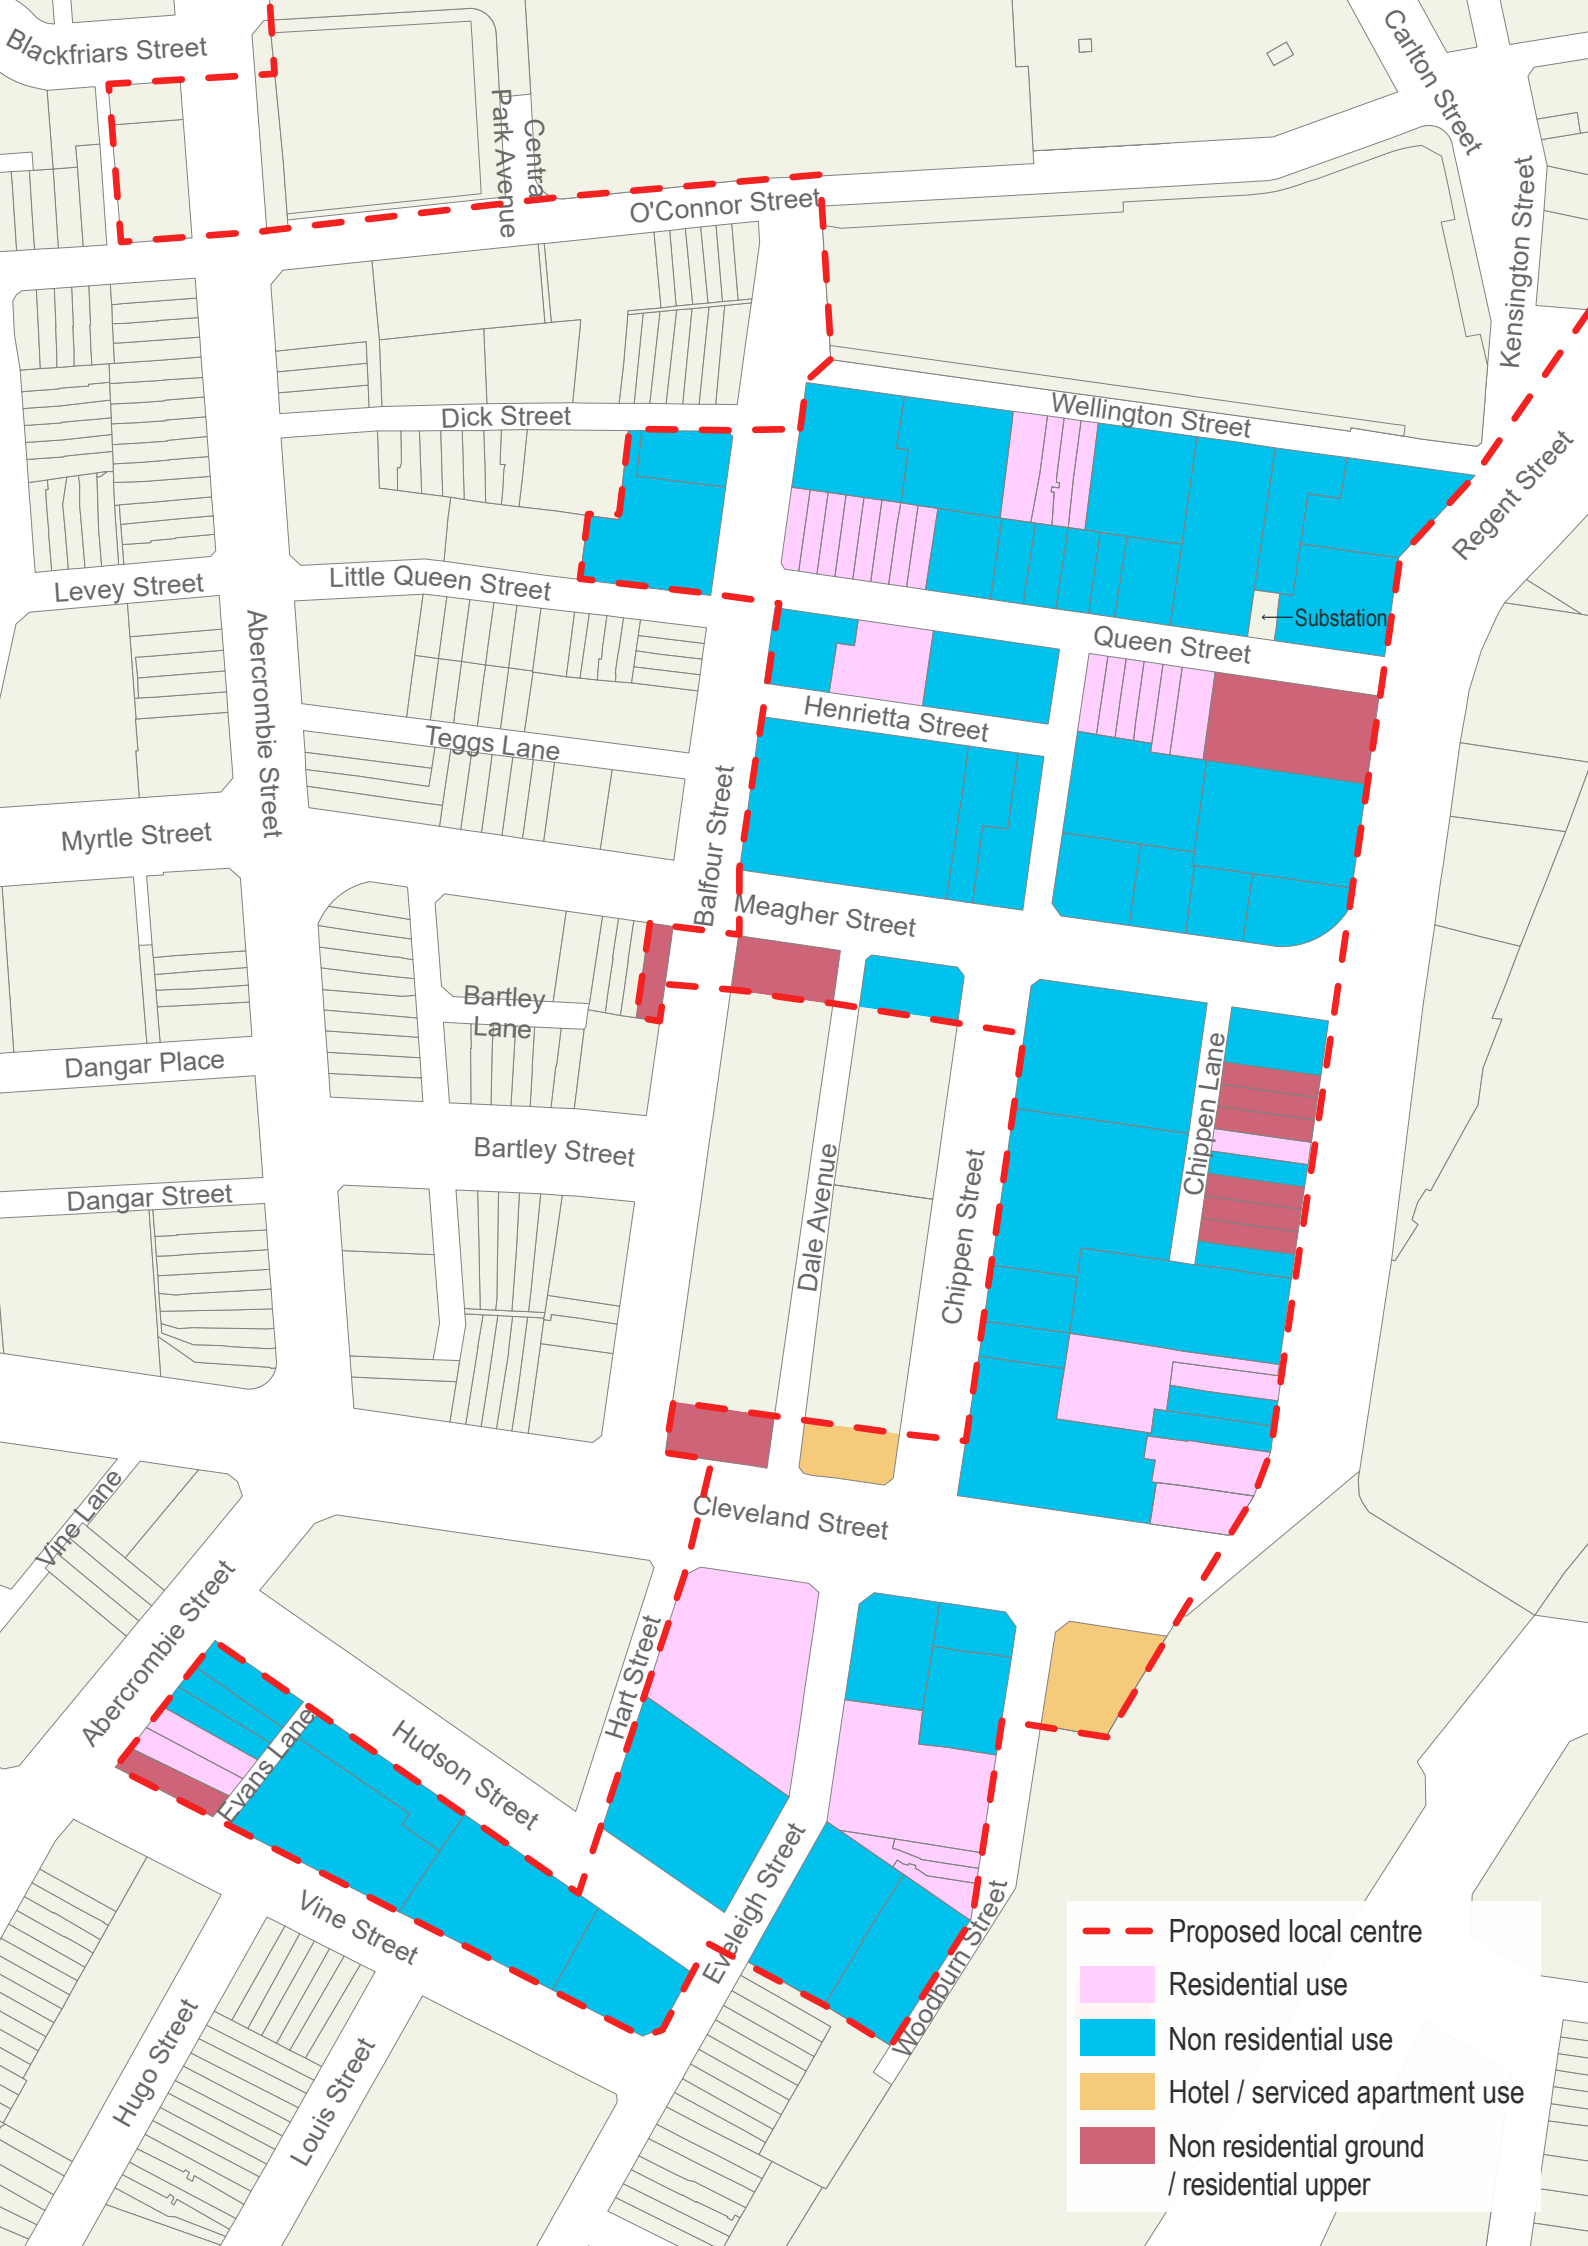 Blackfriars Street
Carlton Street
Central
Park Avenue
O'Connor Street
Kensington Street
Dick Street
Wellington Street
Regent Street
Levey Street
Little Queen Street
Substation
Abercrombie Street
Queen Street
Henrietta Street
Teggs Lane
Myrtle Street
Balfour Street
Meagher Street
Bartley
Lane
Dangar Place
Chippen Lane
Bartley Street
Dangar Street
Dale Avenue
Chippen Street
Vine Lane
Cleveland Street
Abercrombie Street
Hart Street
Evans Lane
Hudson Street
Eveleigh Street
Vine Street
Woodburn Street
Hugo Street
Louis Street
Proposed local centre
Residential use
Non residential use
Hotel / serviced apartment use
Non residential ground
/ residential upper